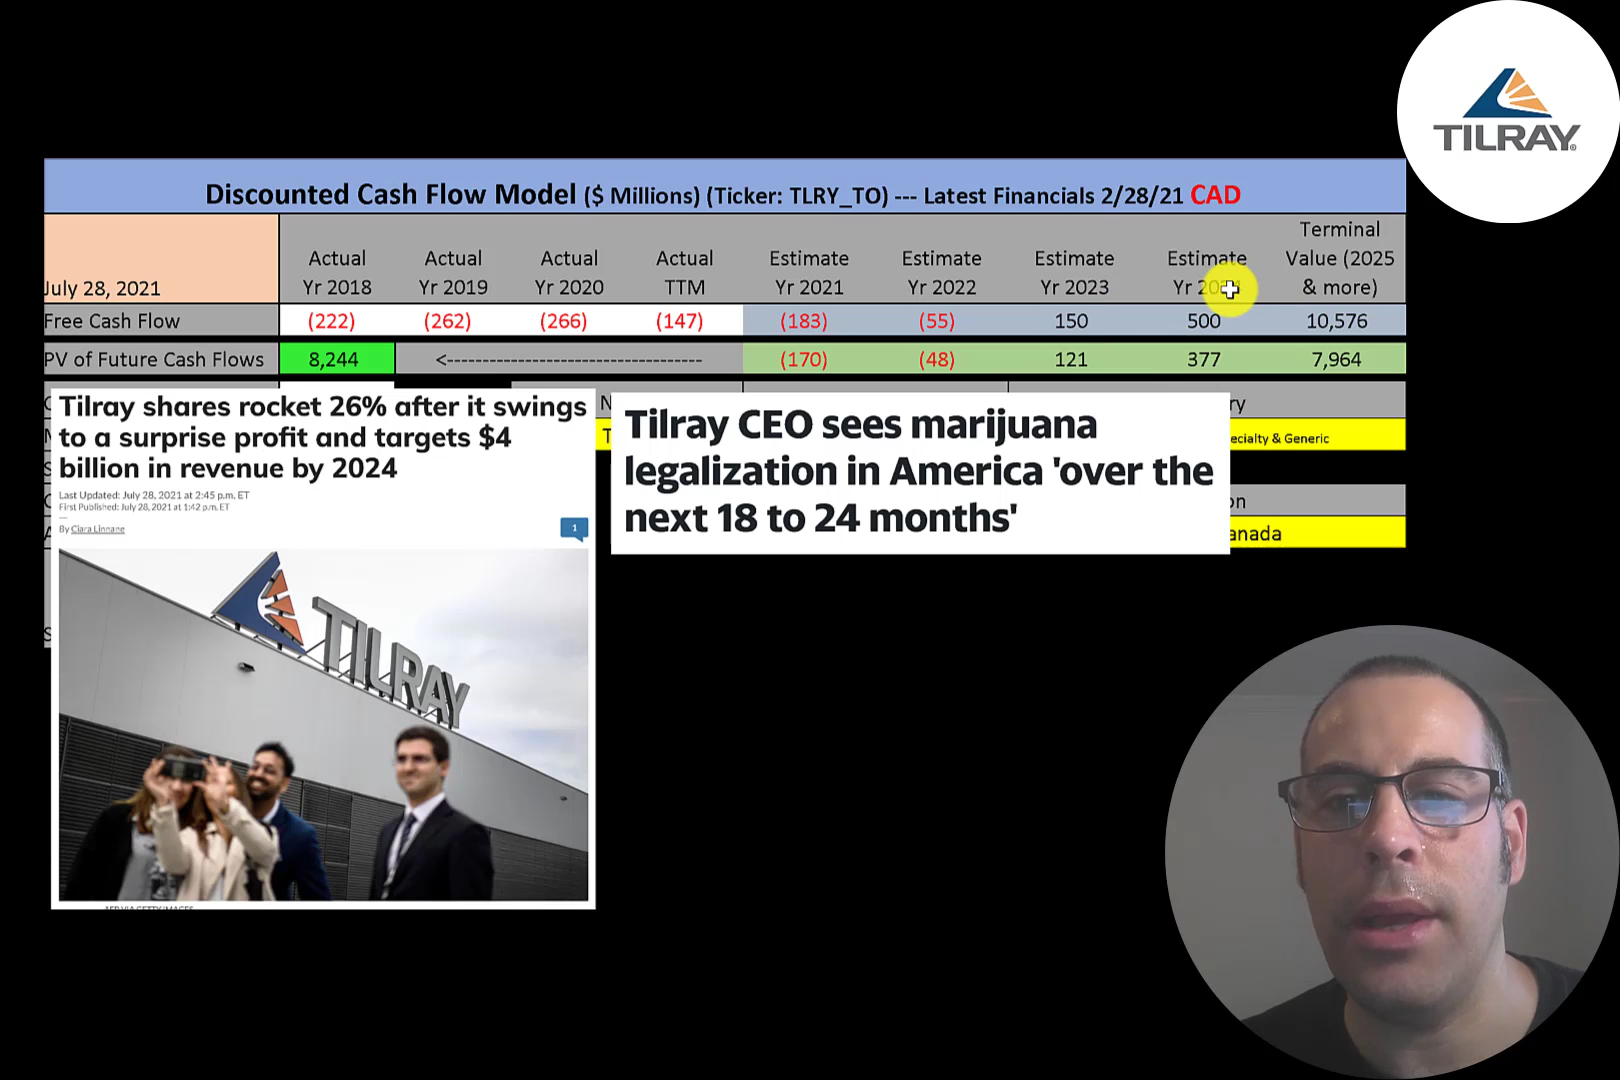 TILRAY
Discounted Cash Flow Model ($ Millions) (Ticker: TLRY_TO) --- Latest Financials 2/28/21 CAD
July 28, 2021
Actual Yr 2018
Actual Yr 2019
Actual Yr 2020
Actual TTM
Estimate Yr 2021
Estimate Yr 2022
Estimate Yr 2023
Estimate Yr
Terminal Value (2025 & more)
Free Cash Flow (222) (262) (266) (147) (183) (55) 150 500 10,576
PV of Future Cash Flows 8,244 <------------------------------ (170) (48) 121 377 7,964
Tilray shares rocket 26% after it swings
to a surprise profit and targets $4
billion in revenue by 2024
Last Updated: July 28, 2021 at 2:45 p.m. ET
First Published: July 28, 2021 at 1:42 p.m. ET
By Ciara Linnane
1
TILRAY
Tilray CEO sees marijuana
legalization in America 'over the
next 18 to 24 months'
& Generic